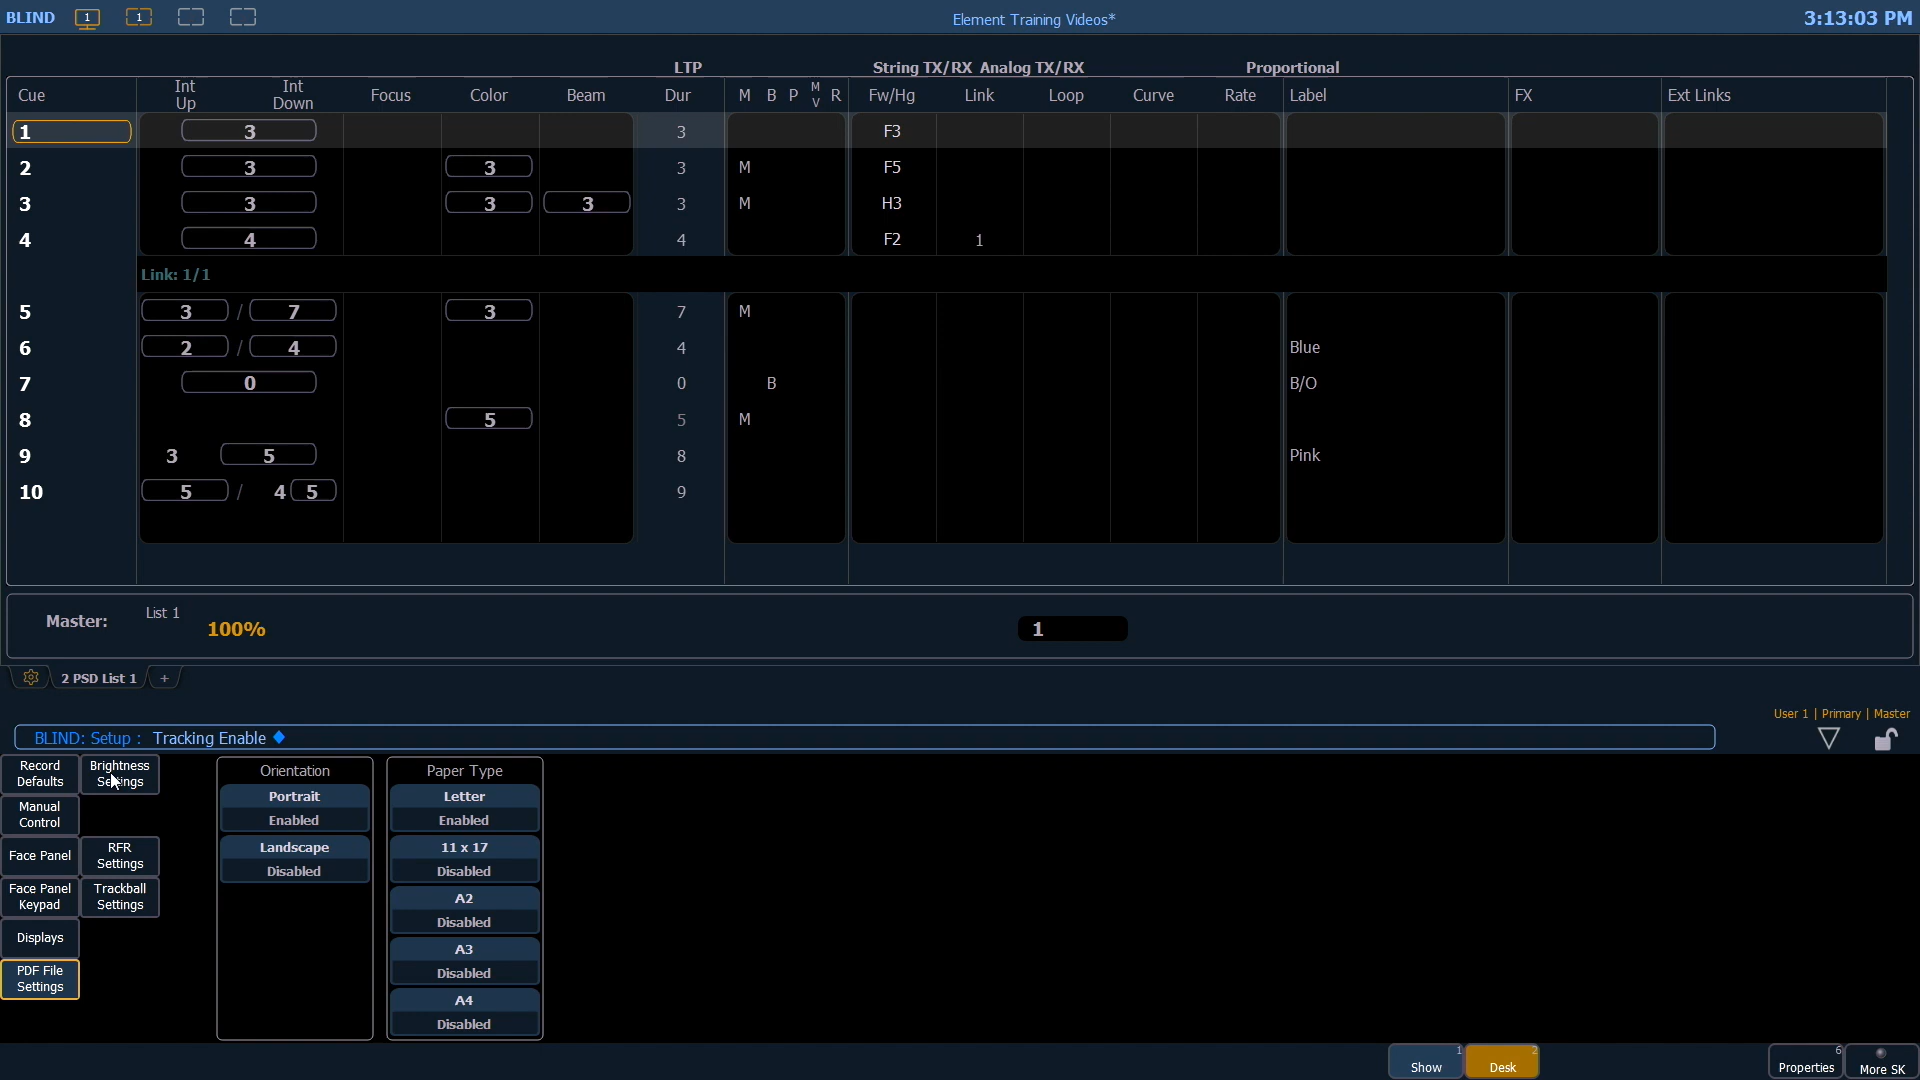 BLIND 1 1 Element Training Videos* 3:13:03 PM
LTP String TX/RX Analog TX/RX Proportional
Cue Int Up Int Down Focus Color Beam Dur M B P M V R Fw/Hg Link Loop Curve Rate Label FX Ext Links
1 3 3 F3
2 3 3 3 M F5
3 3 3 3 3 M H3
4 4 4 F2 1
Link: 1/1
5 3 / 7 3 7 M
6 2 / 4 4 Blue
7 0 0 B B/O
8 5 5 M
9 3 5 8 Pink
10 5 / 4 5 9
Master: List 1 100% 1
2 PSD List 1 +
User 1 | Primary | Master
BLIND: Setup : Tracking Enable
Record Defaults
Brightness Settings
Manual Control
Face Panel
RFR Settings
Face Panel Keypad
Trackball Settings
Displays
PDF File Settings
Orientation
Portrait
Enabled
Landscape
Disabled
Paper Type
Letter
Enabled
11 x 17
Disabled
A2
Disabled
A3
Disabled
A4
Disabled
Show 1
Desk 2
Properties 6
More SK